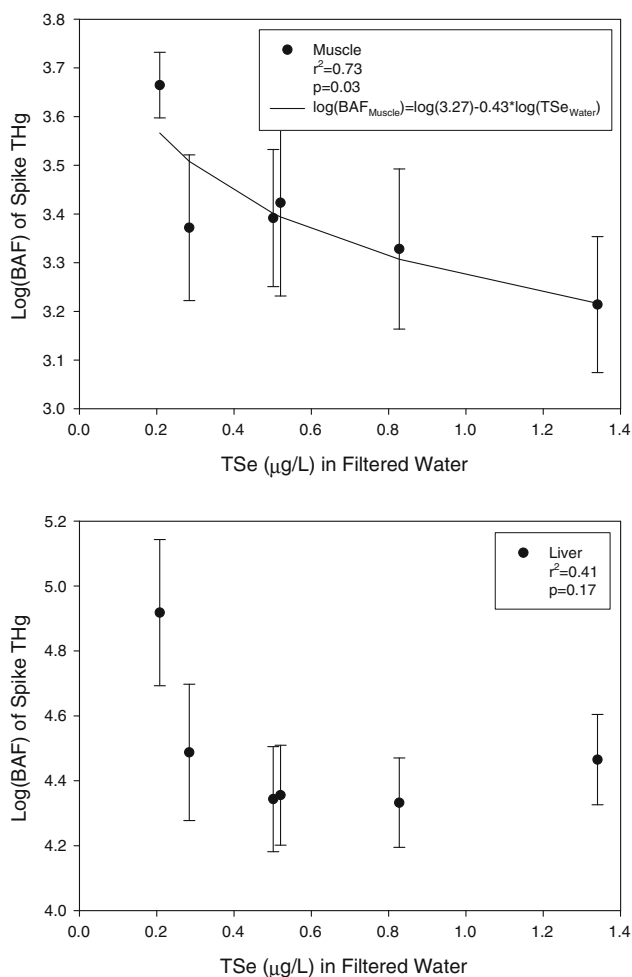 3.8
3.7
3.6
3.5
3.4
3.3
3.2
3.1
3.0
Log(BAF) of Spike THg
Muscle
r²=0.73
p=0.03
log(BAF_Muscle)=log(3.27)-0.43*log(TSe_Water)
0.0 0.2 0.4 0.6 0.8 1.0 1.2 1.4
TSe (μg/L) in Filtered Water
5.2
5.0
4.8
4.6
4.4
4.2
4.0
Log(BAF) of Spike THg
Liver
r²=0.41
p=0.17
0.0 0.2 0.4 0.6 0.8 1.0 1.2 1.4
TSe (μg/L) in Filtered Water